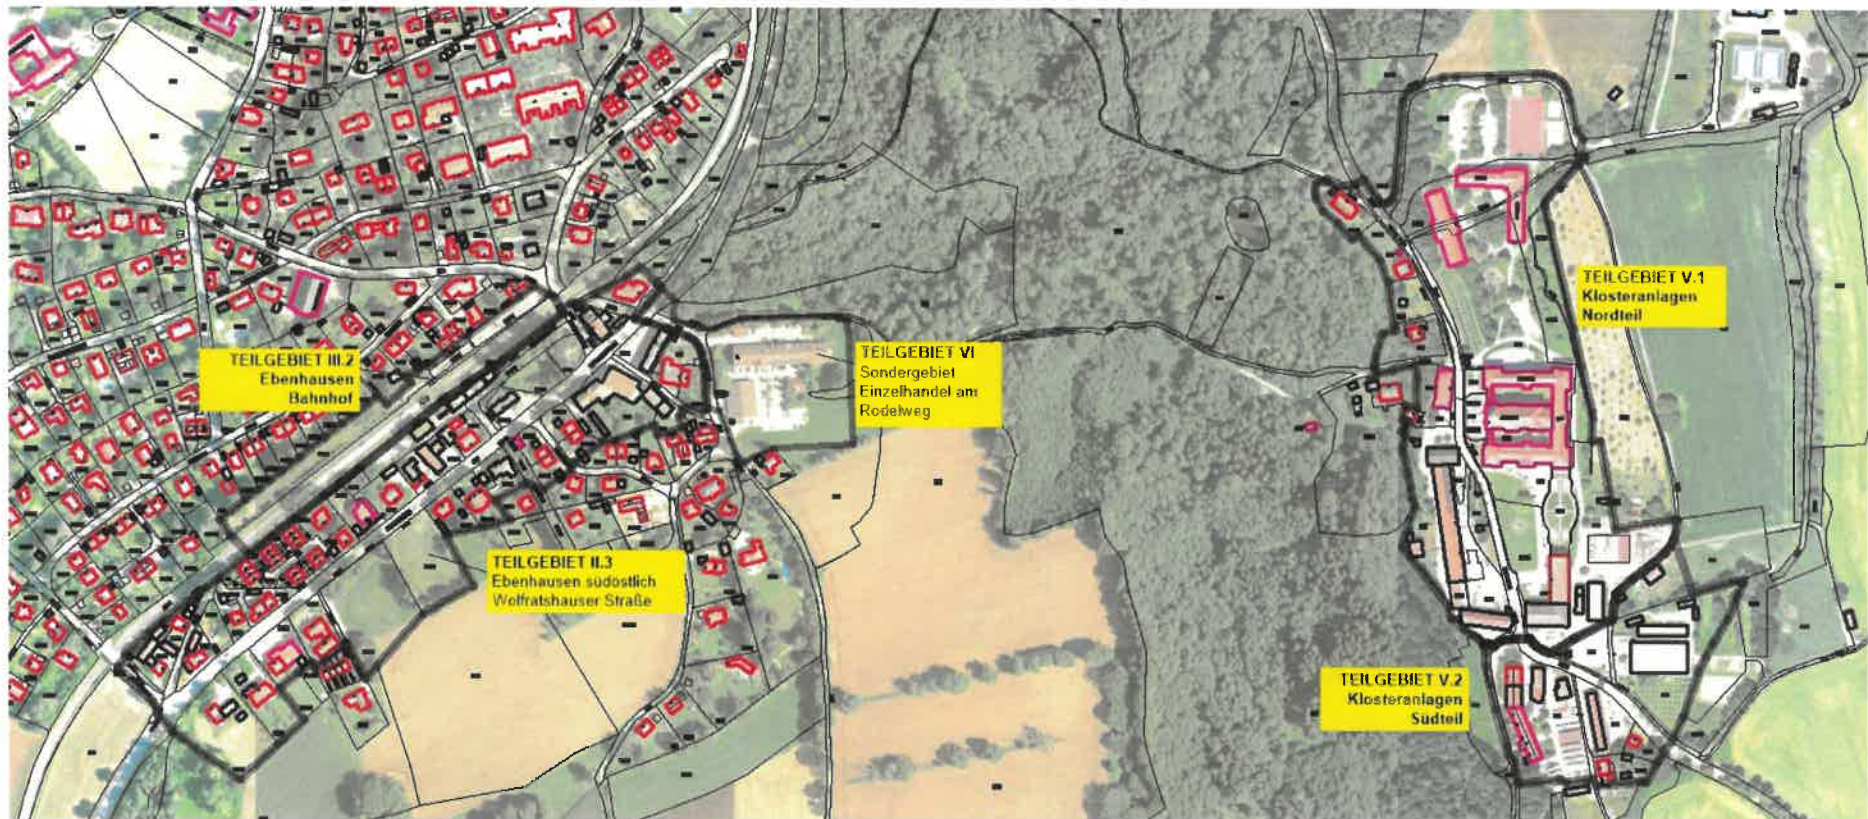 TEILGEBIET III.2
Ebenhausen
Bahnhof
TEILGEBIET VI
Sondergebiet
Einzelhandel am
Rodelweg
TEILGEBIET II.3
Ebenhausen südöstlich
Wolfratshauser Straße
TEILGEBIET V.1
Klosteranlagen
Nordteil
TEILGEBIET V.2
Klosteranlagen
Südteil